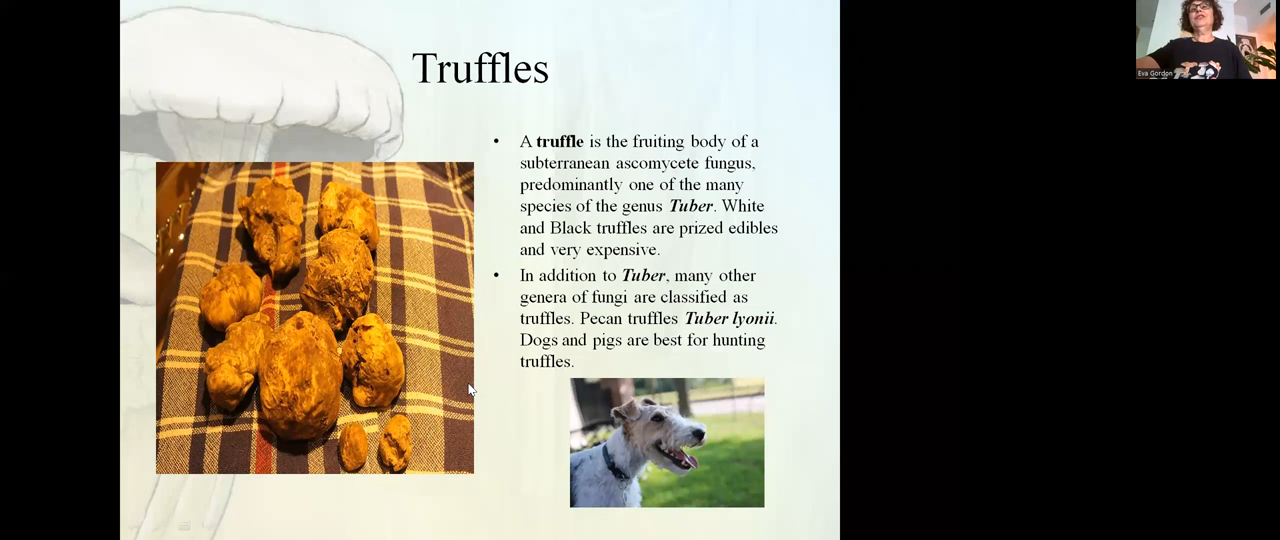 Truffles
• A truffle is the fruiting body of a
subterranean ascomycete fungus,
predominantly one of the many
species of the genus Tuber. White
and Black truffles are prized edibles
and very expensive.
• In addition to Tuber, many other
genera of fungi are classified as
truffles. Pecan truffles Tuber lyonii.
Dogs and pigs are best for hunting
truffles.
Eva Gordon